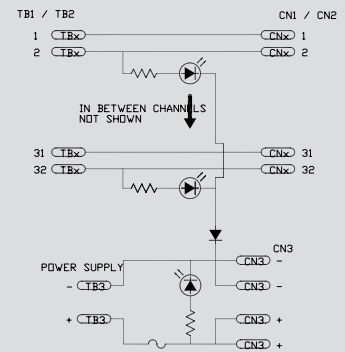 TB1 / TB2 CN1 / CN2
1 TBx CNx 1
2 TBx CNx 2
IN BETWEEN CHANNELS
NOT SHOWN
31 TBx CNx 31
32 TBx CNx 32
CN3
POWER SUPPLY CN3 -
- TB3 CN3 -
+ TB3 CN3 +
CN3 +